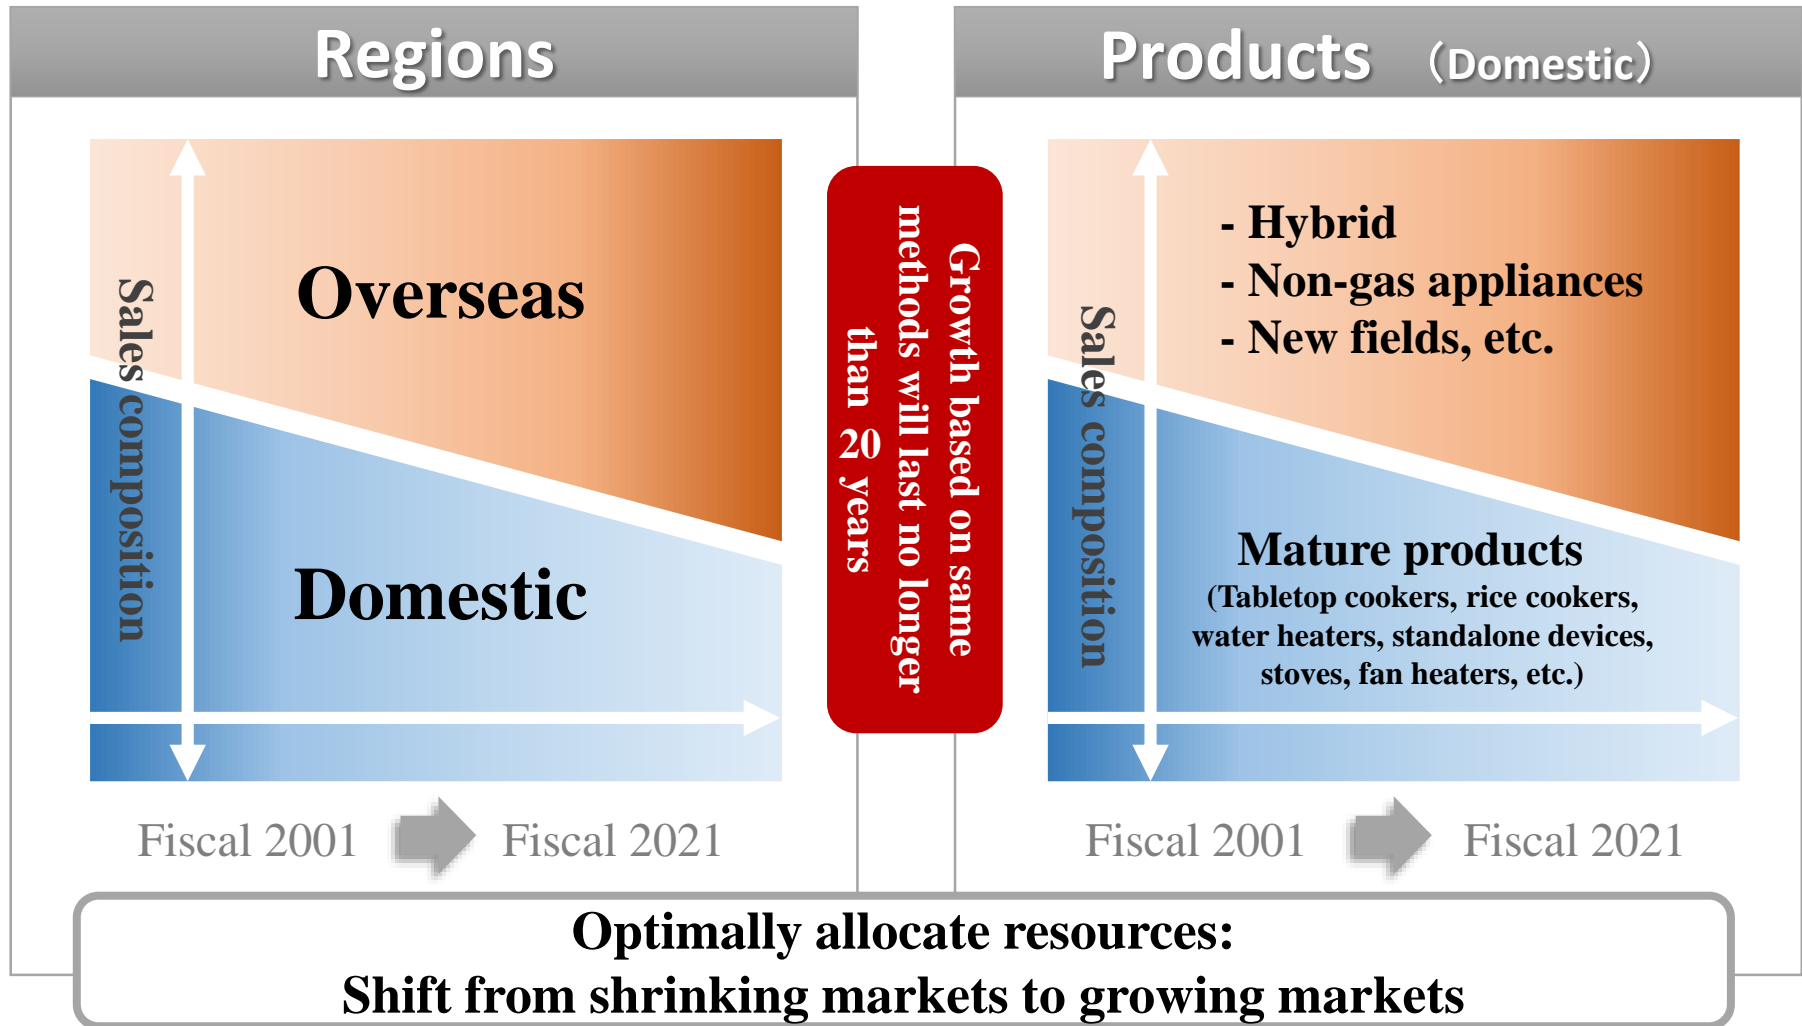 Regions
Overseas
Sales composition
Domestic
Fiscal 2001
Fiscal 2021
Growth based on same
methods will last no longer
than 20 years
Products （Domestic）
- Hybrid
- Non-gas appliances
- New fields, etc.
Sales composition
Mature products
(Tabletop cookers, rice cookers,
water heaters, standalone devices,
stoves, fan heaters, etc.)
Fiscal 2001
Fiscal 2021
Optimally allocate resources:
Shift from shrinking markets to growing markets